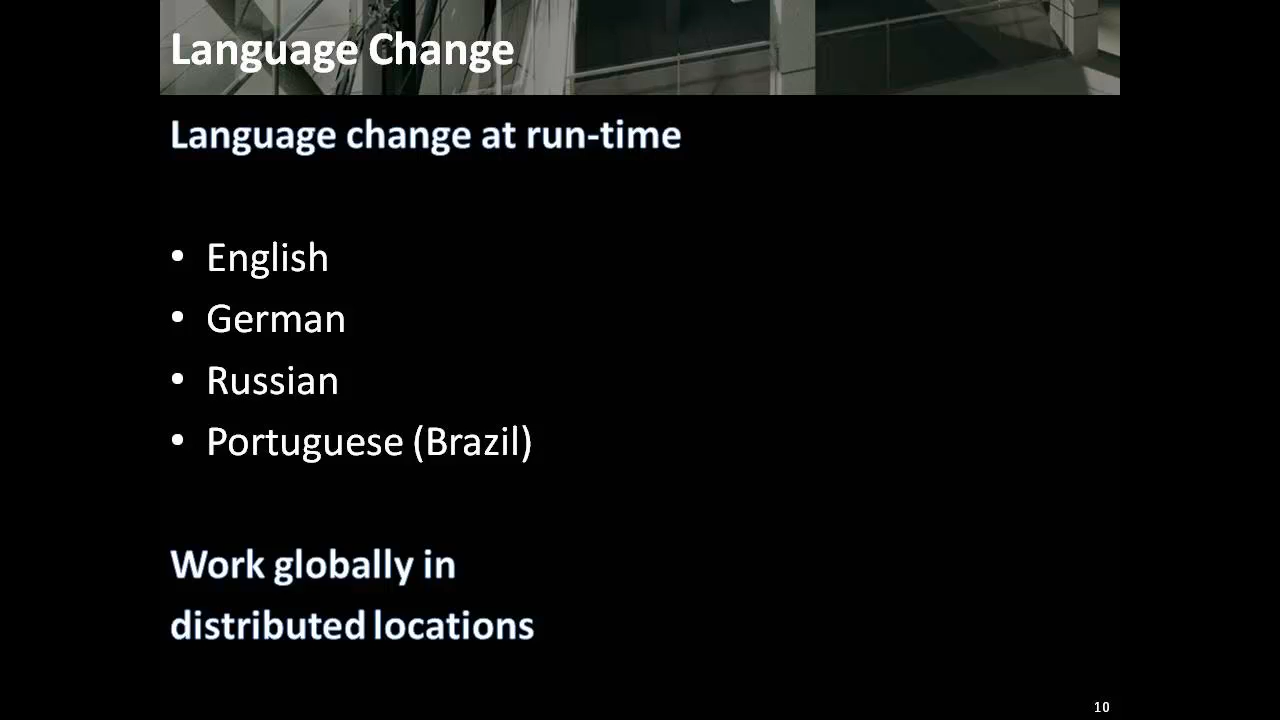 Language Change
Language change at run-time
• English
• German
• Russian
• Portuguese (Brazil)
Work globally in
distributed locations
10